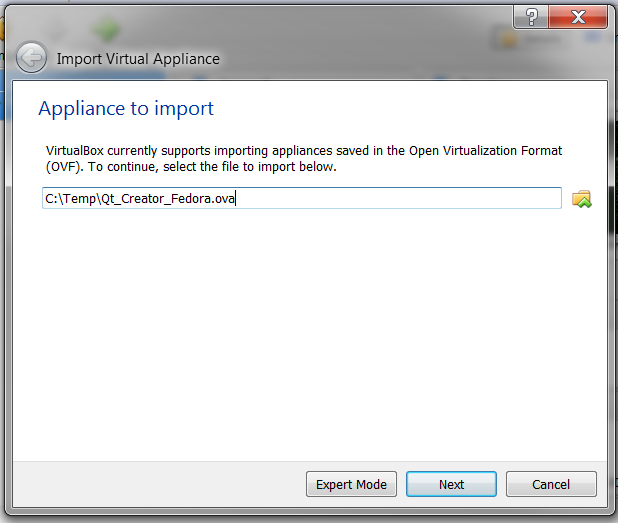 Import Virtual Appliance
Appliance to import
VirtualBox currently supports importing appliances saved in the Open Virtualization Format
(OVF). To continue, select the file to import below.
C:\Temp\Qt_Creator_Fedora.ova
Expert Mode
Next
Cancel